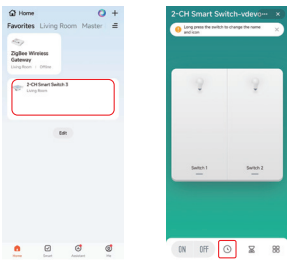 Home
Favorites Living Room Master
ZigBee Wireless
Gateway
Living Room Offline
2-CH Smart Switch 3
Living Room
Edit
Home Smart Assistant Me
2-CH Smart Switch-vdevo···
Long press the switch to change the name
and icon
Switch 1 Switch 2
ON OFF